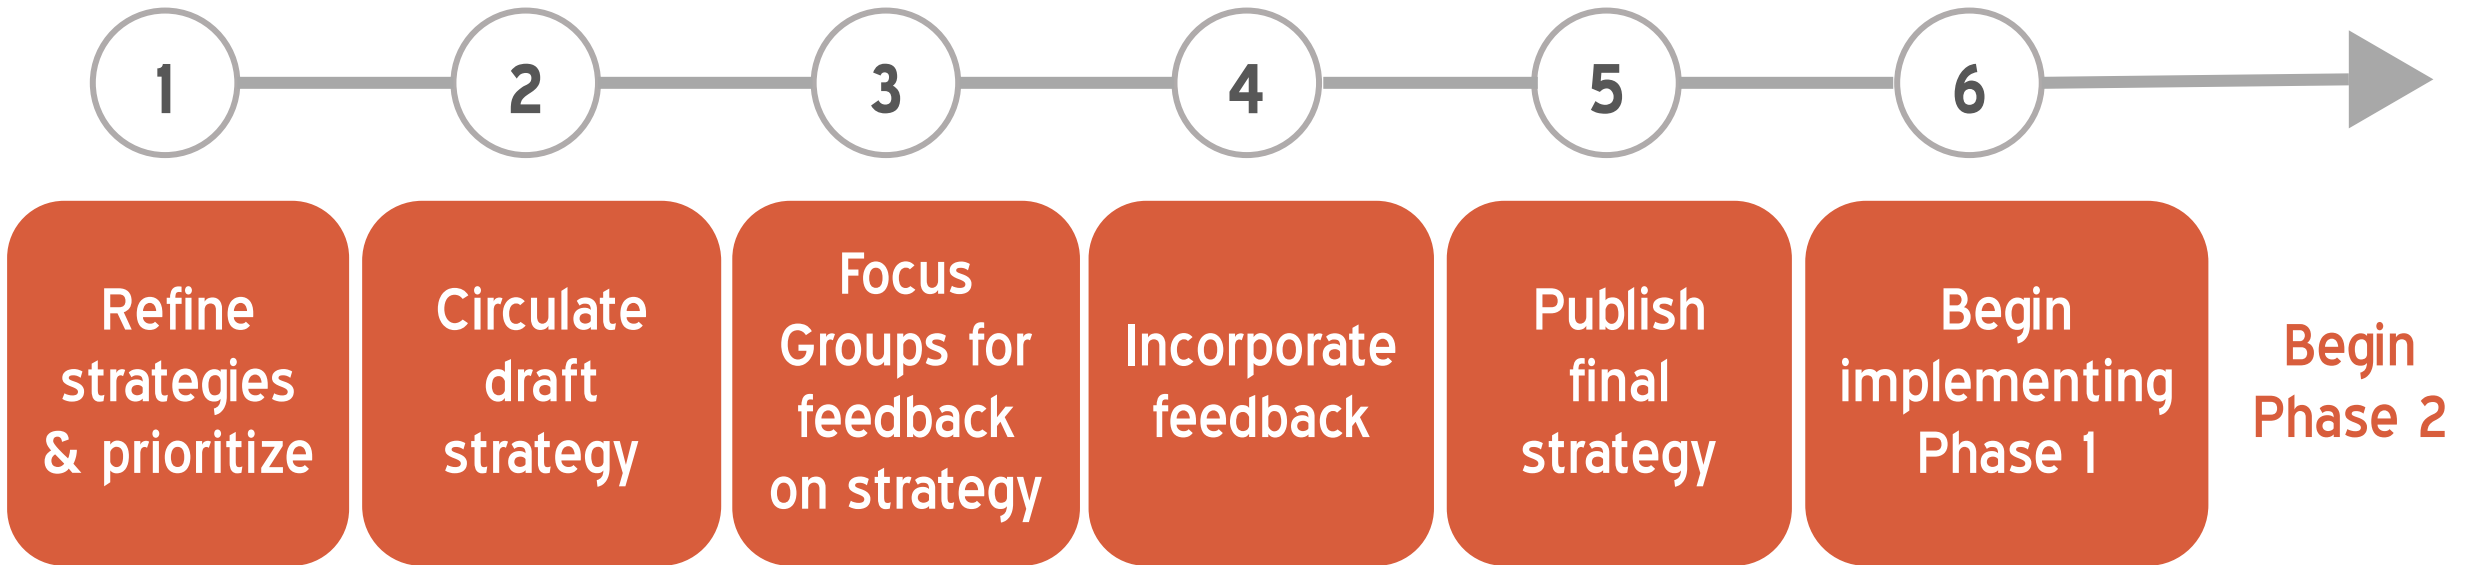 1
2
3
4
5
6
Refine
strategies
& prioritize
Circulate
draft
strategy
Focus
Groups for
feedback
on strategy
Incorporate
feedback
Publish
final
strategy
Begin
implementing
Phase 1
Begin
Phase 2